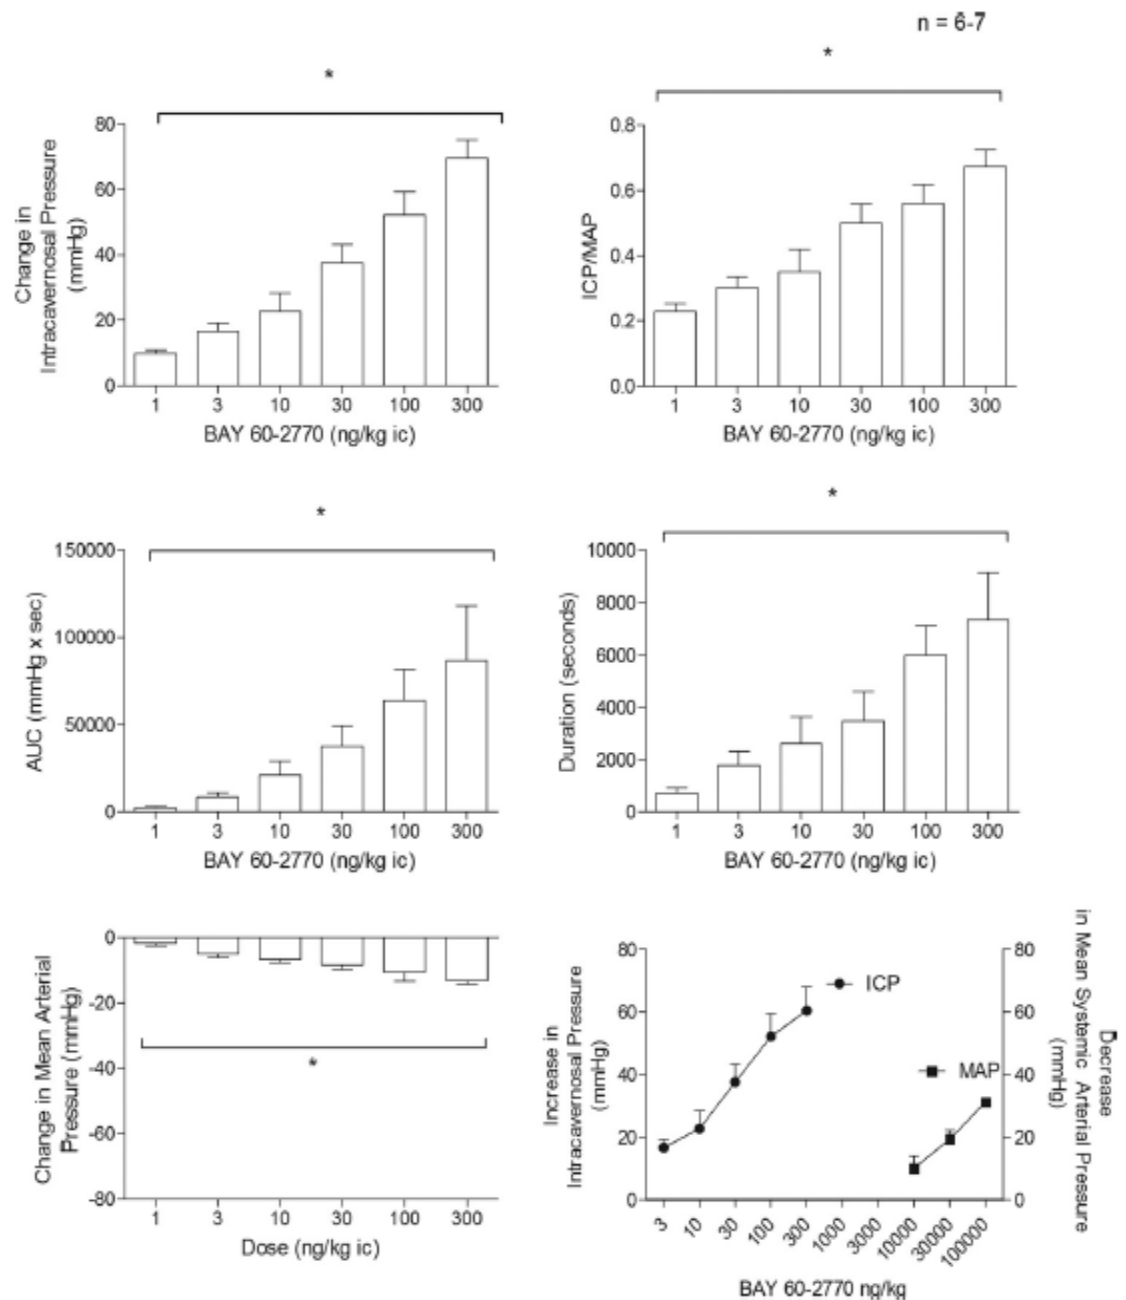 n = 6-7
*
Change in
Intracavernosal Pressure
(mmHg)
80
60
40
20
0
1 3 10 30 100 300
BAY 60-2770 (ng/kg ic)
*
ICP/MAP
0.8
0.6
0.4
0.2
0.0
1 3 10 30 100 300
BAY 60-2770 (ng/kg ic)
*
AUC (mmHg x sec)
150000
100000
50000
0
1 3 10 30 100 300
BAY 60-2770 (ng/kg ic)
*
Duration (seconds)
10000
8000
6000
4000
2000
0
1 3 10 30 100 300
BAY 60-2770 (ng/kg ic)
Change in Mean Arterial
Pressure (mmHg)
-0
-20
-40
-60
-80
*
1 3 10 30 100 300
Dose (ng/kg ic)
Increase in
Intracavernosal Pressure
(mmHg)
80
60
40
20
0
ICP
MAP
80
60
40
20
0
Decrease
in Mean Systemic Arterial Pressure
(mmHg)
3 10 30 100 300 1000 3000 10000 30000 100000
BAY 60-2770 ng/kg